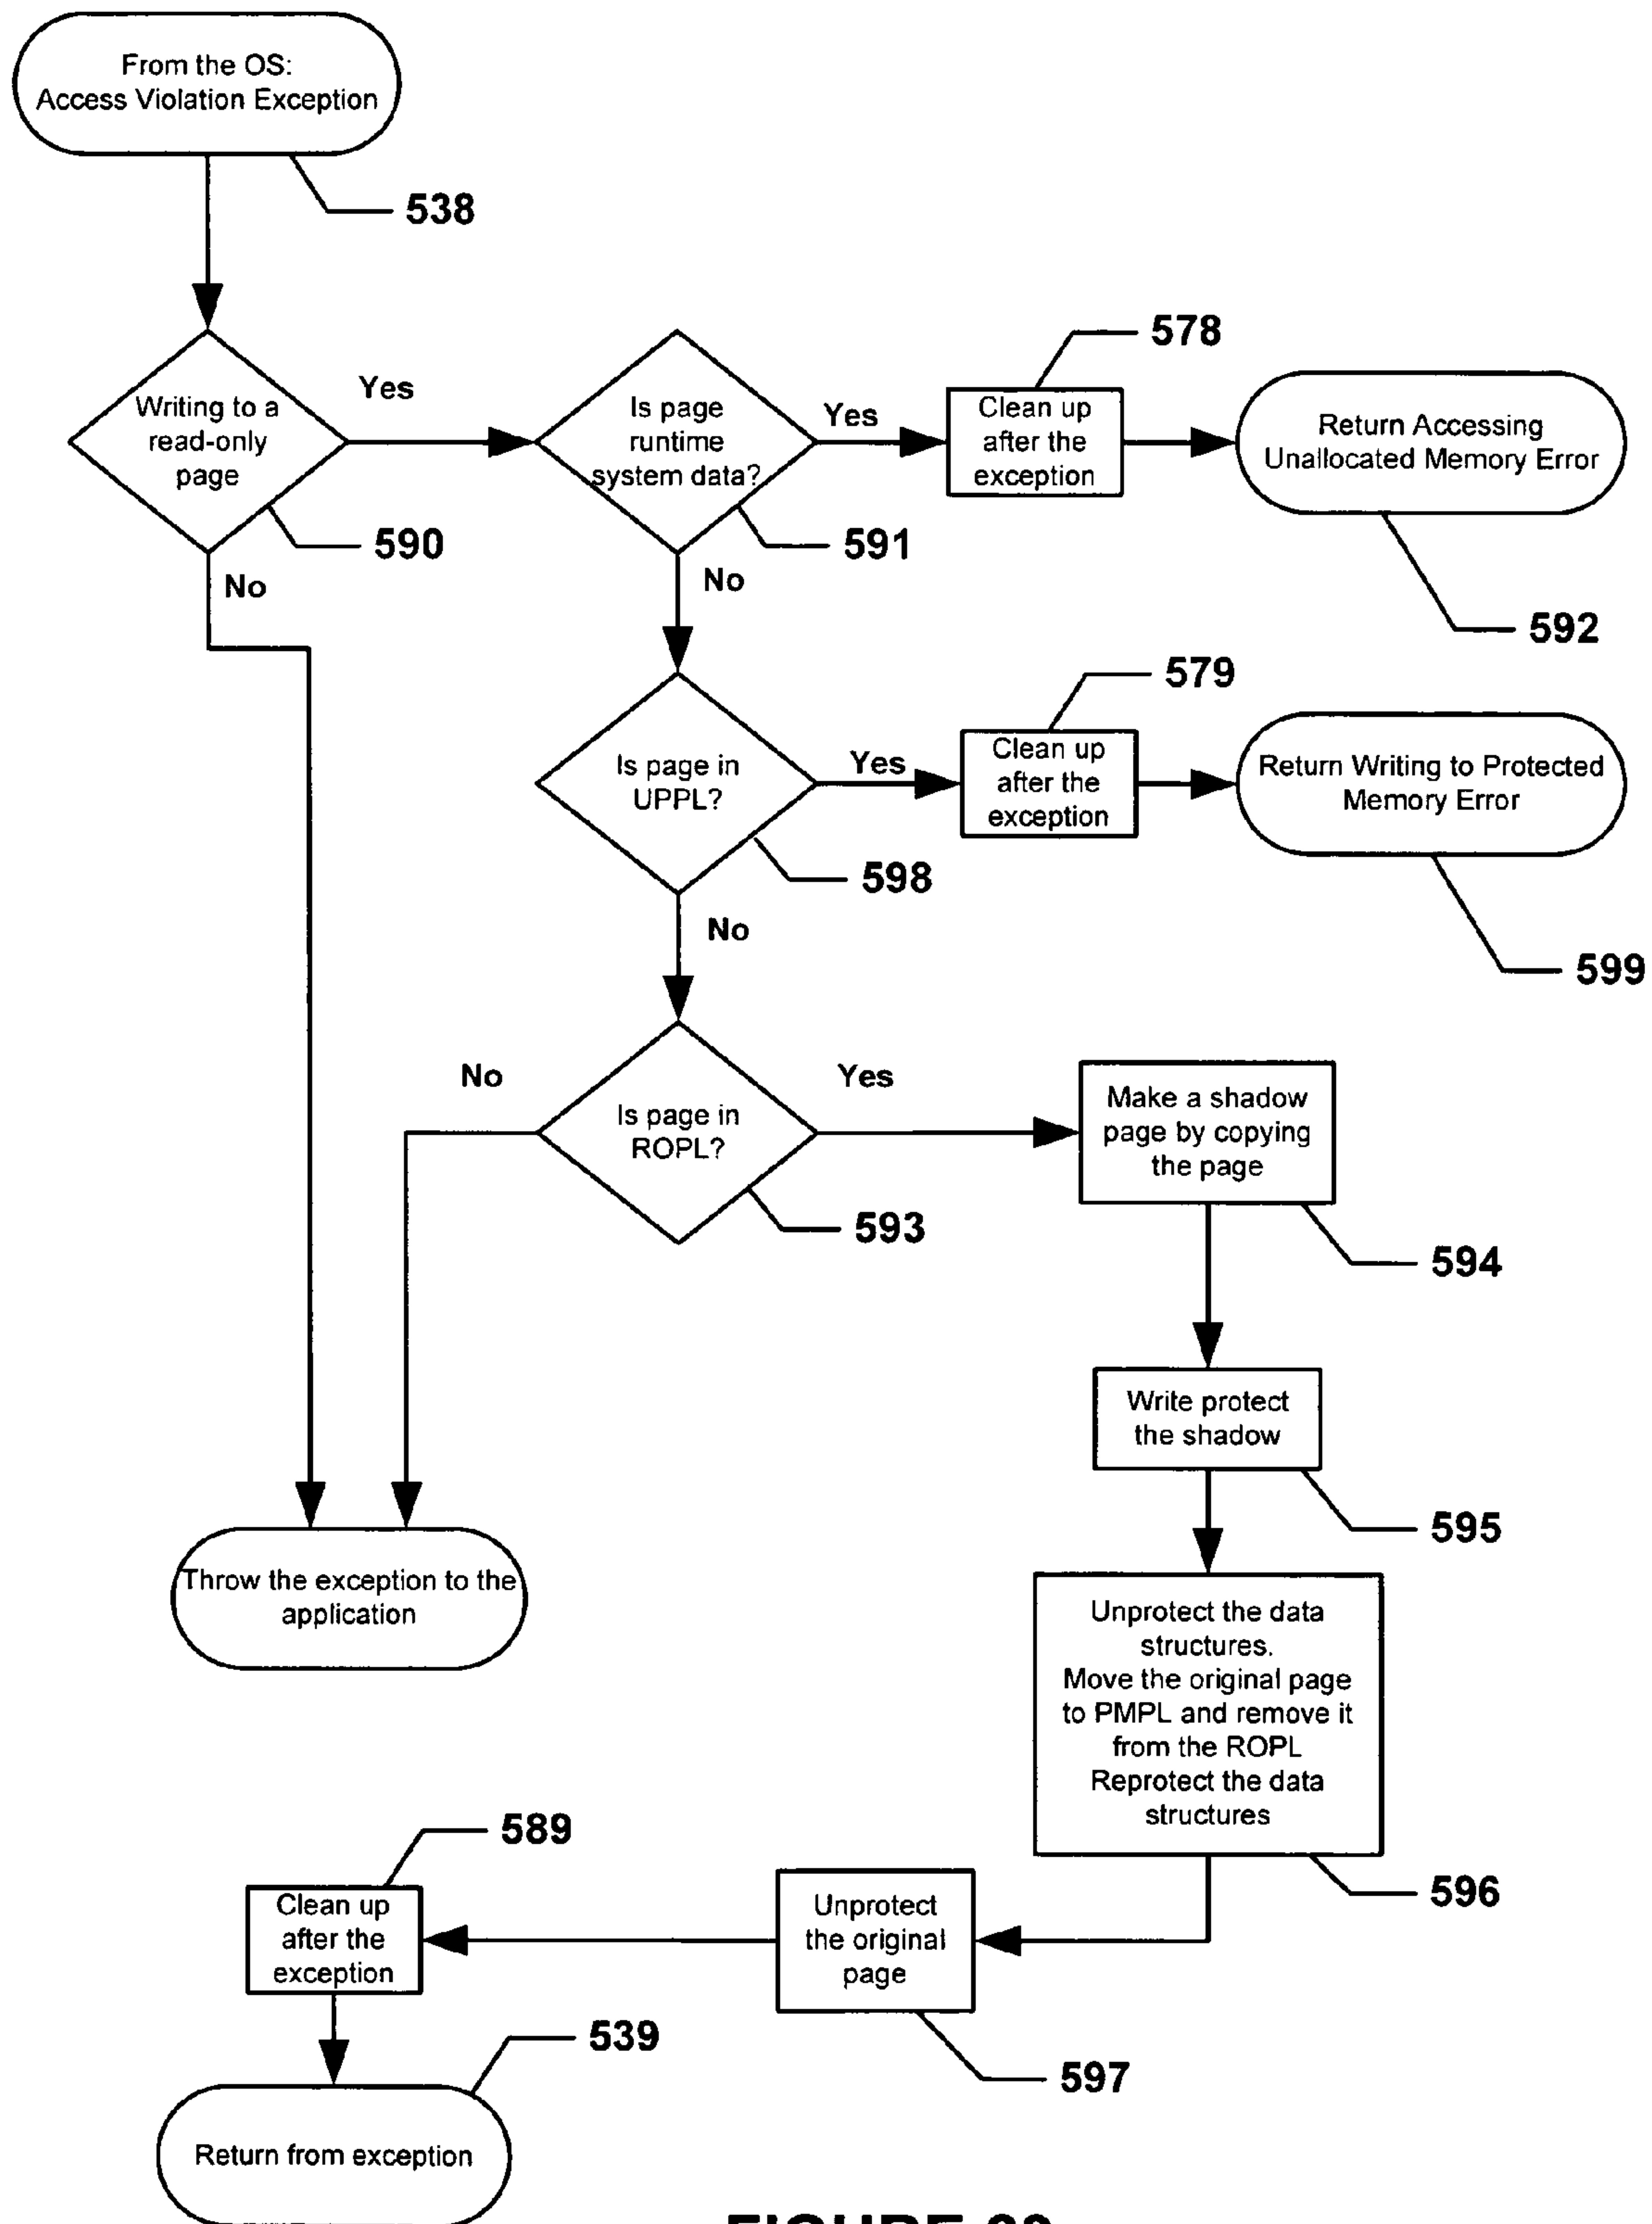 From the OS:
Access Violation Exception
538
Writing to a
read-only
page
590
Yes
No
Is page
runtime
system data?
591
Yes
No
578
Clean up
after the
exception
Return Accessing
Unallocated Memory Error
592
Is page in
UPPL?
598
Yes
No
579
Clean up
after the
exception
Return Writing to Protected
Memory Error
599
Is page in
ROPL?
593
No
Yes
Make a shadow
page by copying
the page
594
Write protect
the shadow
595
Throw the exception to the
application
Unprotect the data
structures.
Move the original page
to PMPL and remove it
from the ROPL
Reprotect the data
structures
596
Unprotect
the original
page
597
589
Clean up
after the
exception
539
Return from exception